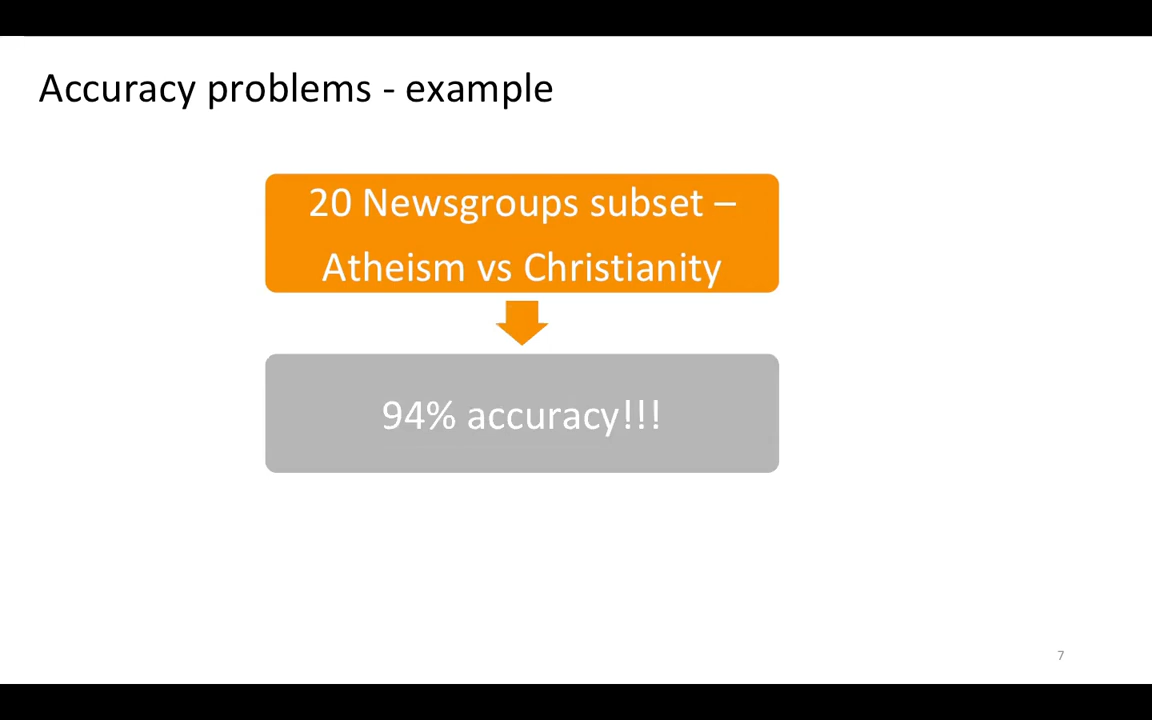 Accuracy problems - example
20 Newsgroups subset –
Atheism vs Christianity
94% accuracy!!!
7